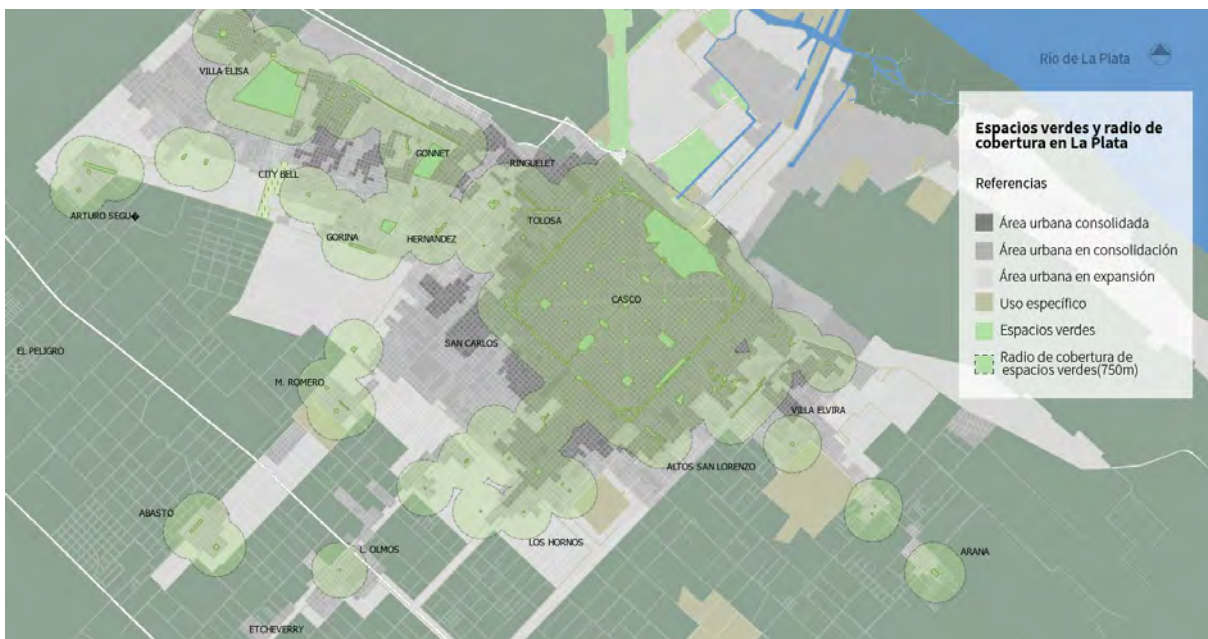 Río de La Plata
Espacios verdes y radio de
cobertura en La Plata
Referencias
Área urbana consolidada
Área urbana en consolidación
Área urbana en expansión
Uso específico
Espacios verdes
Radio de cobertura de
espacios verdes(750m)
VILLA ELISA
GONNET
RINGUELET
CITY BELL
ARTURO SEGU�
TOLOSA
GORINA
HERNANDEZ
CASCO
SAN CARLOS
EL PELIGRO
M. ROMERO
VILLA ELVIRA
ALTOS SAN LORENZO
ABASTO
LOS HORNOS
L. OLMOS
ARANA
ETCHEVERRY